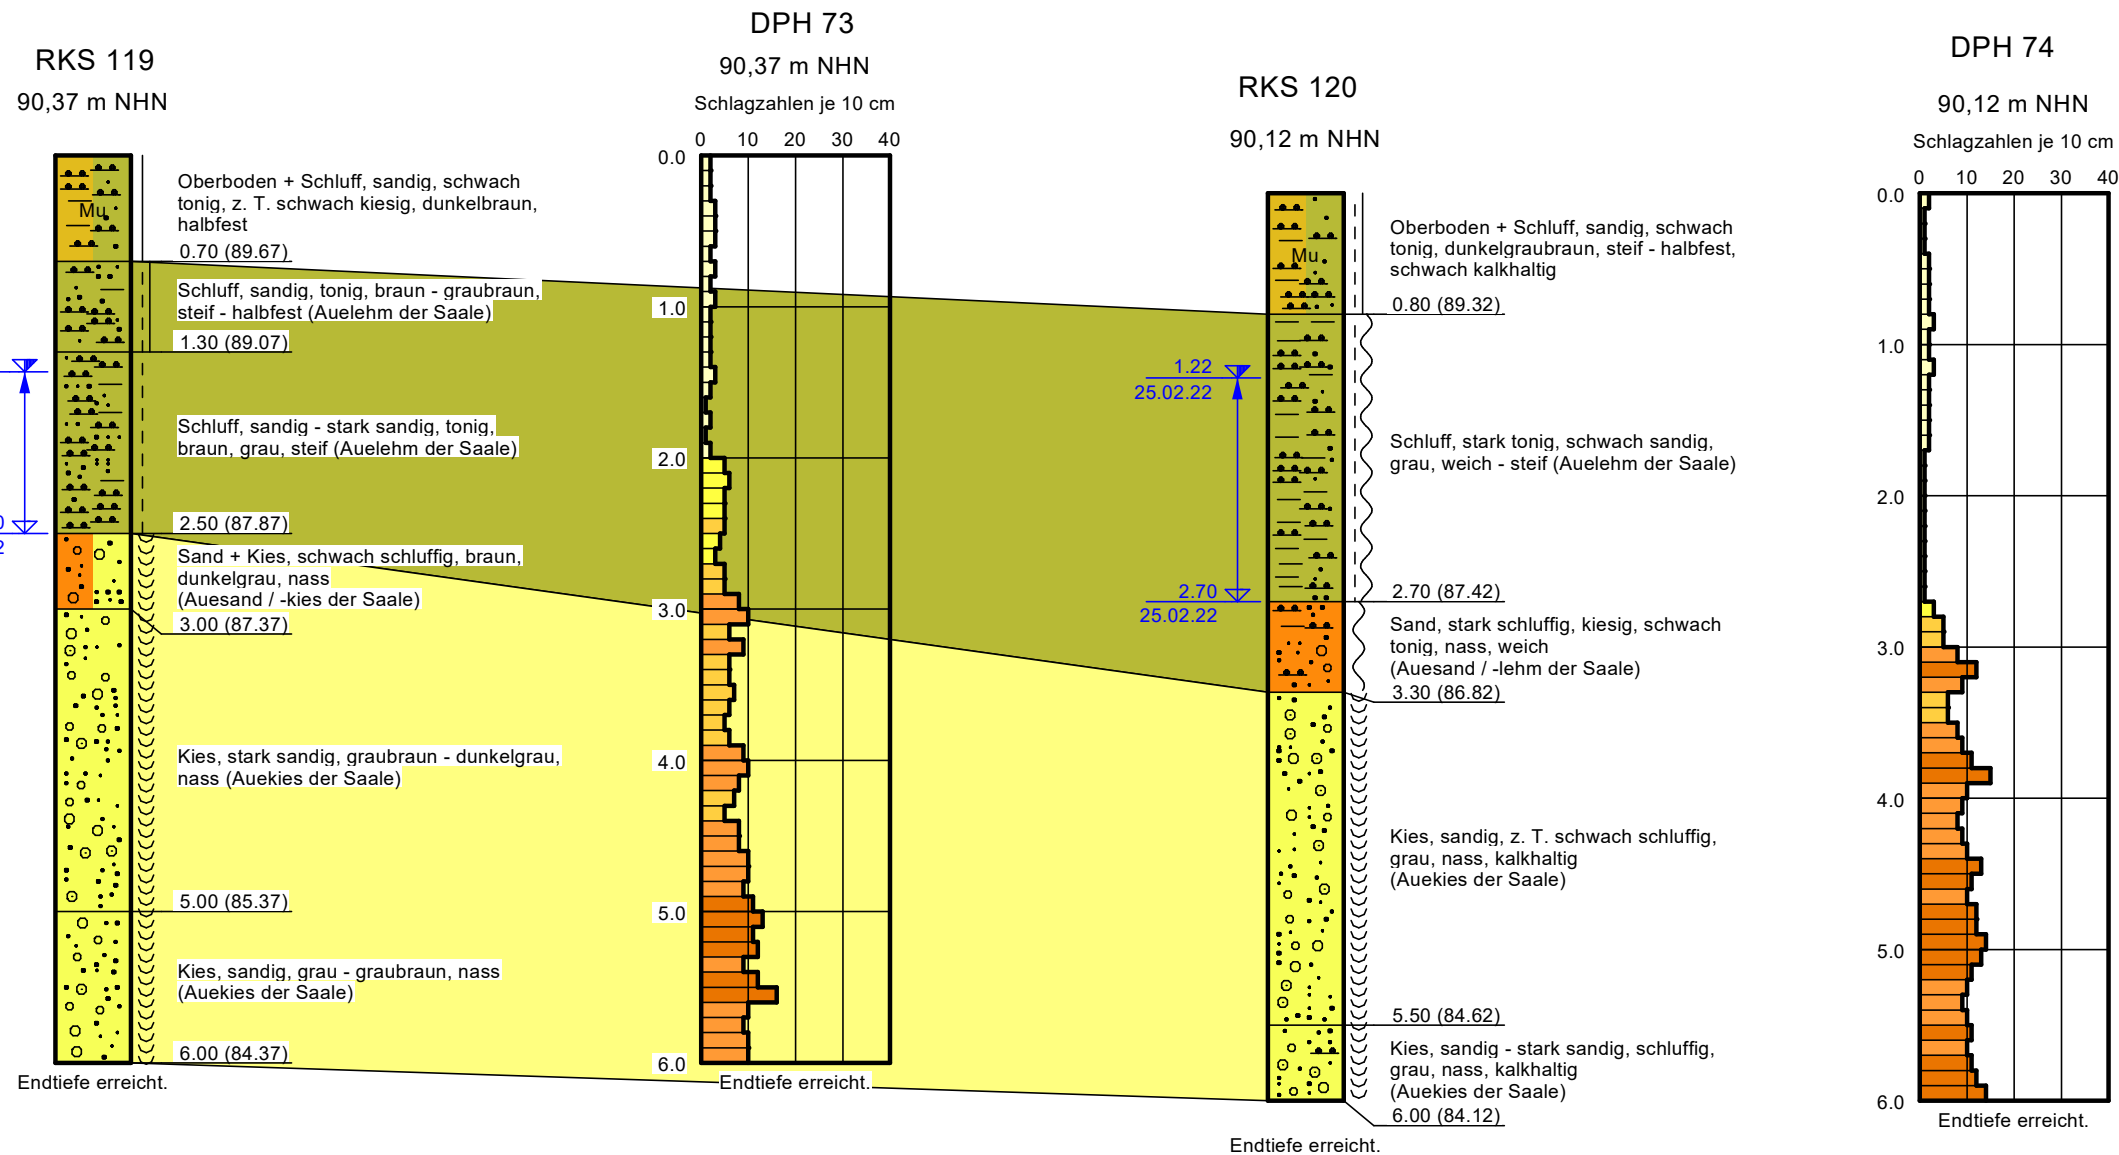 RKS 119
90,37 m NHN
Mu
Oberboden + Schluff, sandig, schwach
tonig, z. T. schwach kiesig, dunkelbraun,
halbfest
0.70 (89.67)
Schluff, sandig, tonig, braun - graubraun,
steif - halbfest (Auelehm der Saale)
1.30 (89.07)
Schluff, sandig - stark sandig, tonig,
braun, grau, steif (Auelehm der Saale)
2.50 (87.87)
0
2
Sand + Kies, schwach schluffig, braun,
dunkelgrau, nass
(Auesand / -kies der Saale)
3.00 (87.37)
Kies, stark sandig, graubraun - dunkelgrau,
nass (Auekies der Saale)
5.00 (85.37)
Kies, sandig, grau - graubraun, nass
(Auekies der Saale)
6.00 (84.37)
Endtiefe erreicht.
DPH 73
90,37 m NHN
Schlagzahlen je 10 cm
0 10 20 30 40
0.0
1.0
2.0
3.0
4.0
5.0
6.0
Endtiefe erreicht.
RKS 120
90,12 m NHN
Mu
Oberboden + Schluff, sandig, schwach
tonig, dunkelgraubraun, steif - halbfest,
schwach kalkhaltig
0.80 (89.32)
1.22
25.02.22
Schluff, stark tonig, schwach sandig,
grau, weich - steif (Auelehm der Saale)
2.70
25.02.22
2.70 (87.42)
Sand, stark schluffig, kiesig, schwach
tonig, nass, weich
(Auesand / -lehm der Saale)
3.30 (86.82)
Kies, sandig, z. T. schwach schluffig,
grau, nass, kalkhaltig
(Auekies der Saale)
5.50 (84.62)
Kies, sandig - stark sandig, schluffig,
grau, nass, kalkhaltig
(Auekies der Saale)
6.00 (84.12)
Endtiefe erreicht.
DPH 74
90,12 m NHN
Schlagzahlen je 10 cm
0 10 20 30 40
0.0
1.0
2.0
3.0
4.0
5.0
6.0
Endtiefe erreicht.